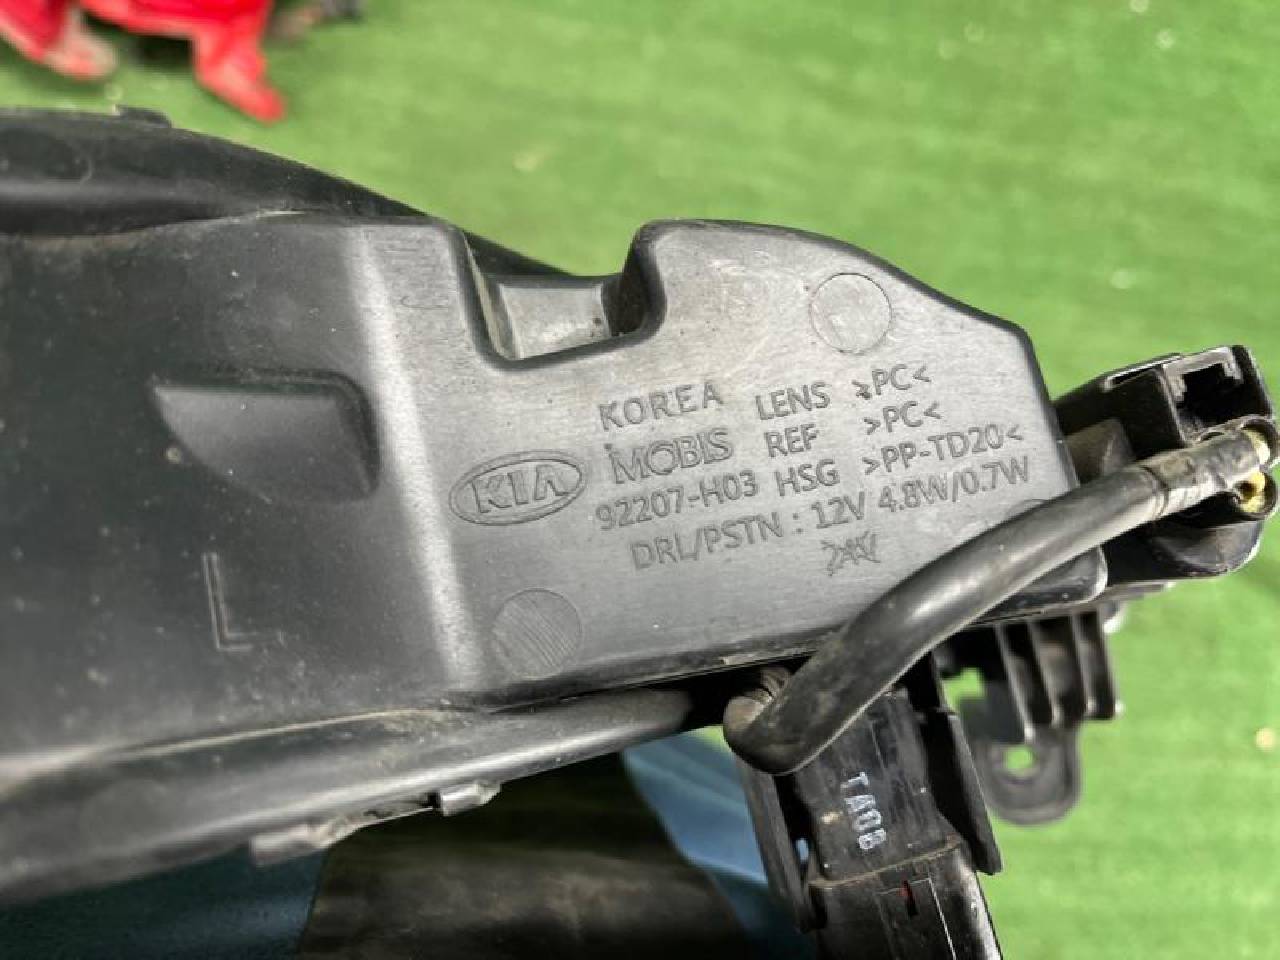 KOREA LENS >PC<
KIA MOBIS REF >PC<
92207-H03 HSG >PP-TD20<
DRL/PSTN : 12V 4.8W/0.7W
L
TA0B